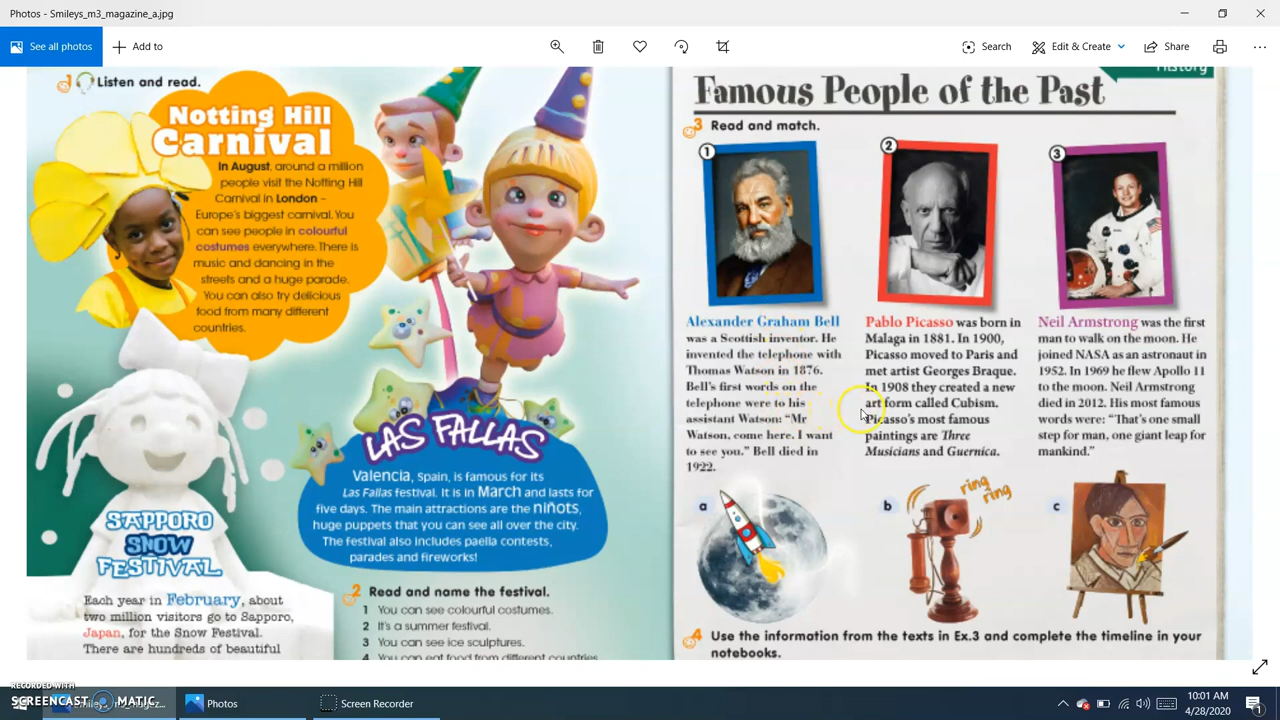 Photos - Smileys_m3_magazine_a.jpg
See all photos
Add to
Search
Edit & Create
Share
1 Listen and read.
Notting Hill
Carnival
In August, around a million
people visit the Notting Hill
Carnival in London –
Europe's biggest carnival. You
can see people in colourful
costumes everywhere. There is
music and dancing in the
streets and a huge parade.
You can also try delicious
food from many different
countries.
LAS FALLAS
Valencia, Spain, is famous for its
Las Fallas festival. It is in March and lasts for
five days. The main attractions are the niñots,
huge puppets that you can see all over the city.
The festival also includes paella contests,
parades and fireworks!
SAPPORO
SNOW
FESTIVAL
Each year in February, about
two million visitors go to Sapporo,
Japan, for the Snow Festival.
There are hundreds of beautiful
2 Read and name the festival.
1 You can see colourful costumes.
2 It's a summer festival.
3 You can see ice sculptures.
4 You can eat food from different countries
History
Famous People of the Past
3 Read and match.
1
2
3
Alexander Graham Bell
was a Scottish inventor. He
invented the telephone with
Thomas Watson in 1876.
Bell's first words on the
telephone were to his
assistant Watson: "Mr
Watson, come here. I want
to see you." Bell died in
1922.
Pablo Picasso was born in
Malaga in 1881. In 1900,
Picasso moved to Paris and
met artist Georges Braque.
In 1908 they created a new
art form called Cubism.
Picasso's most famous
paintings are Three
Musicians and Guernica.
Neil Armstrong was the first
man to walk on the moon. He
joined NASA as an astronaut in
1952. In 1969 he flew Apollo 11
to the moon. Neil Armstrong
died in 2012. His most famous
words were: "That's one small
step for man, one giant leap for
mankind."
a
b
ring
ring
c
4 Use the information from the texts in Ex.3 and complete the timeline in your
notebooks.
RECORDED WITH
SCREENCAST MATIC
Photos
Screen Recorder
10:01 AM
4/28/2020
1